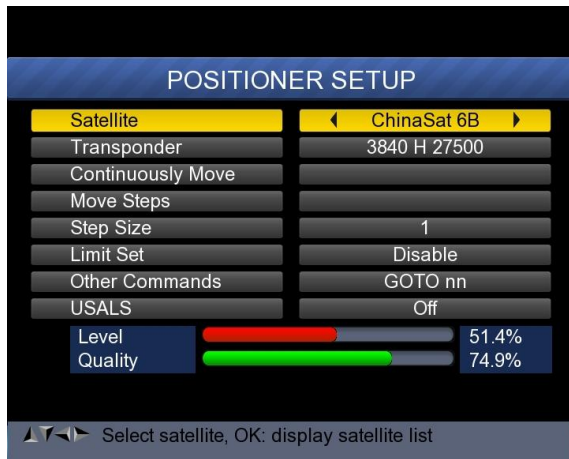 POSITIONER SETUP
Satellite ChinaSat 6B
Transponder 3840 H 27500
Continuously Move
Move Steps
Step Size 1
Limit Set Disable
Other Commands GOTO nn
USALS Off
Level 51.4%
Quality 74.9%
Select satellite, OK: display satellite list